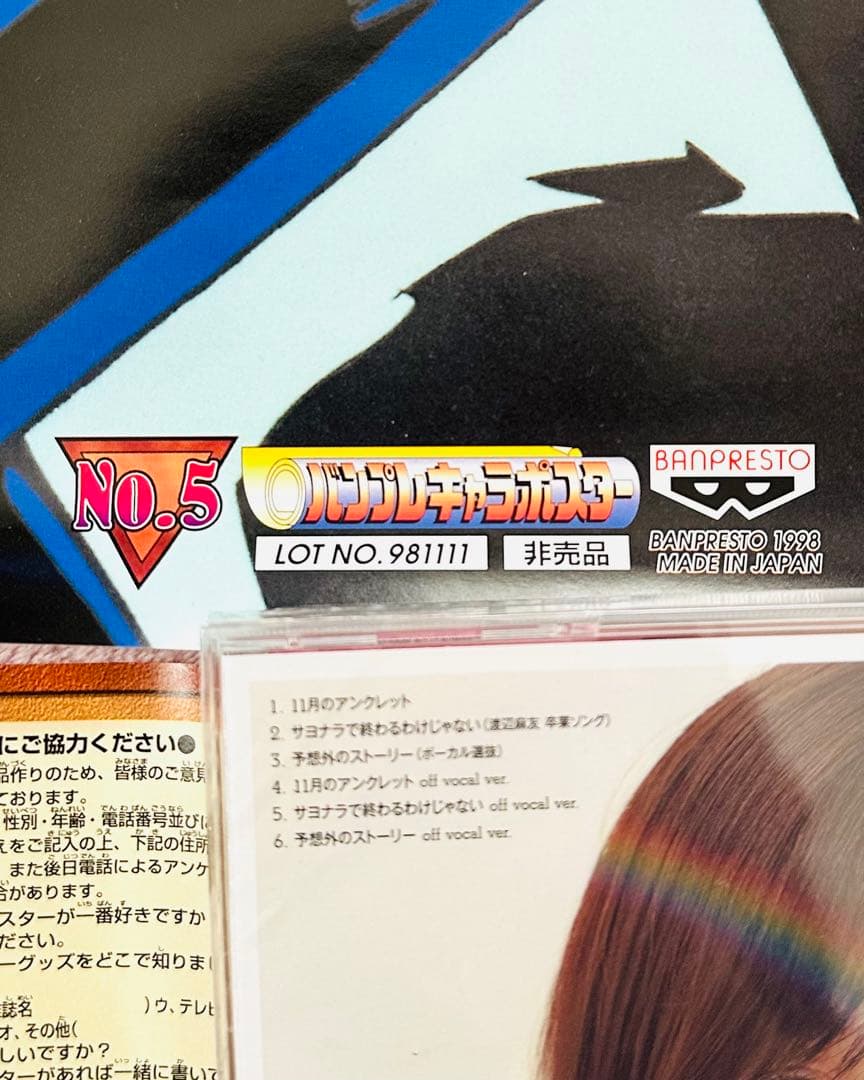 No.5
バンプレキャラポスター
LOT NO. 981111
非売品
BANPRESTO
BANPRESTO 1998
MADE IN JAPAN
1. 11月のアンクレット
2. サヨナラで終わるわけじゃない(渡辺麻友 卒業ソング)
3. 予想外のストーリー(ボーカル選抜)
4. 11月のアンクレット off vocal ver.
5. サヨナラで終わるわけじゃない off vocal ver.
6. 予想外のストーリー off vocal ver.
にご協力ください●
品作りのため、皆様のご意見
ております。
性別・年齢・電話番号並びに
えをご記入の上、下記の住所
また後日電話によるアンケ
合があります。
スターが一番好きですか
ださい。
ーグッズをどこで知りまし
誌名 )ウ、テレビ
オ、その他(
しいですか?
ターがあれば一緒に書いて